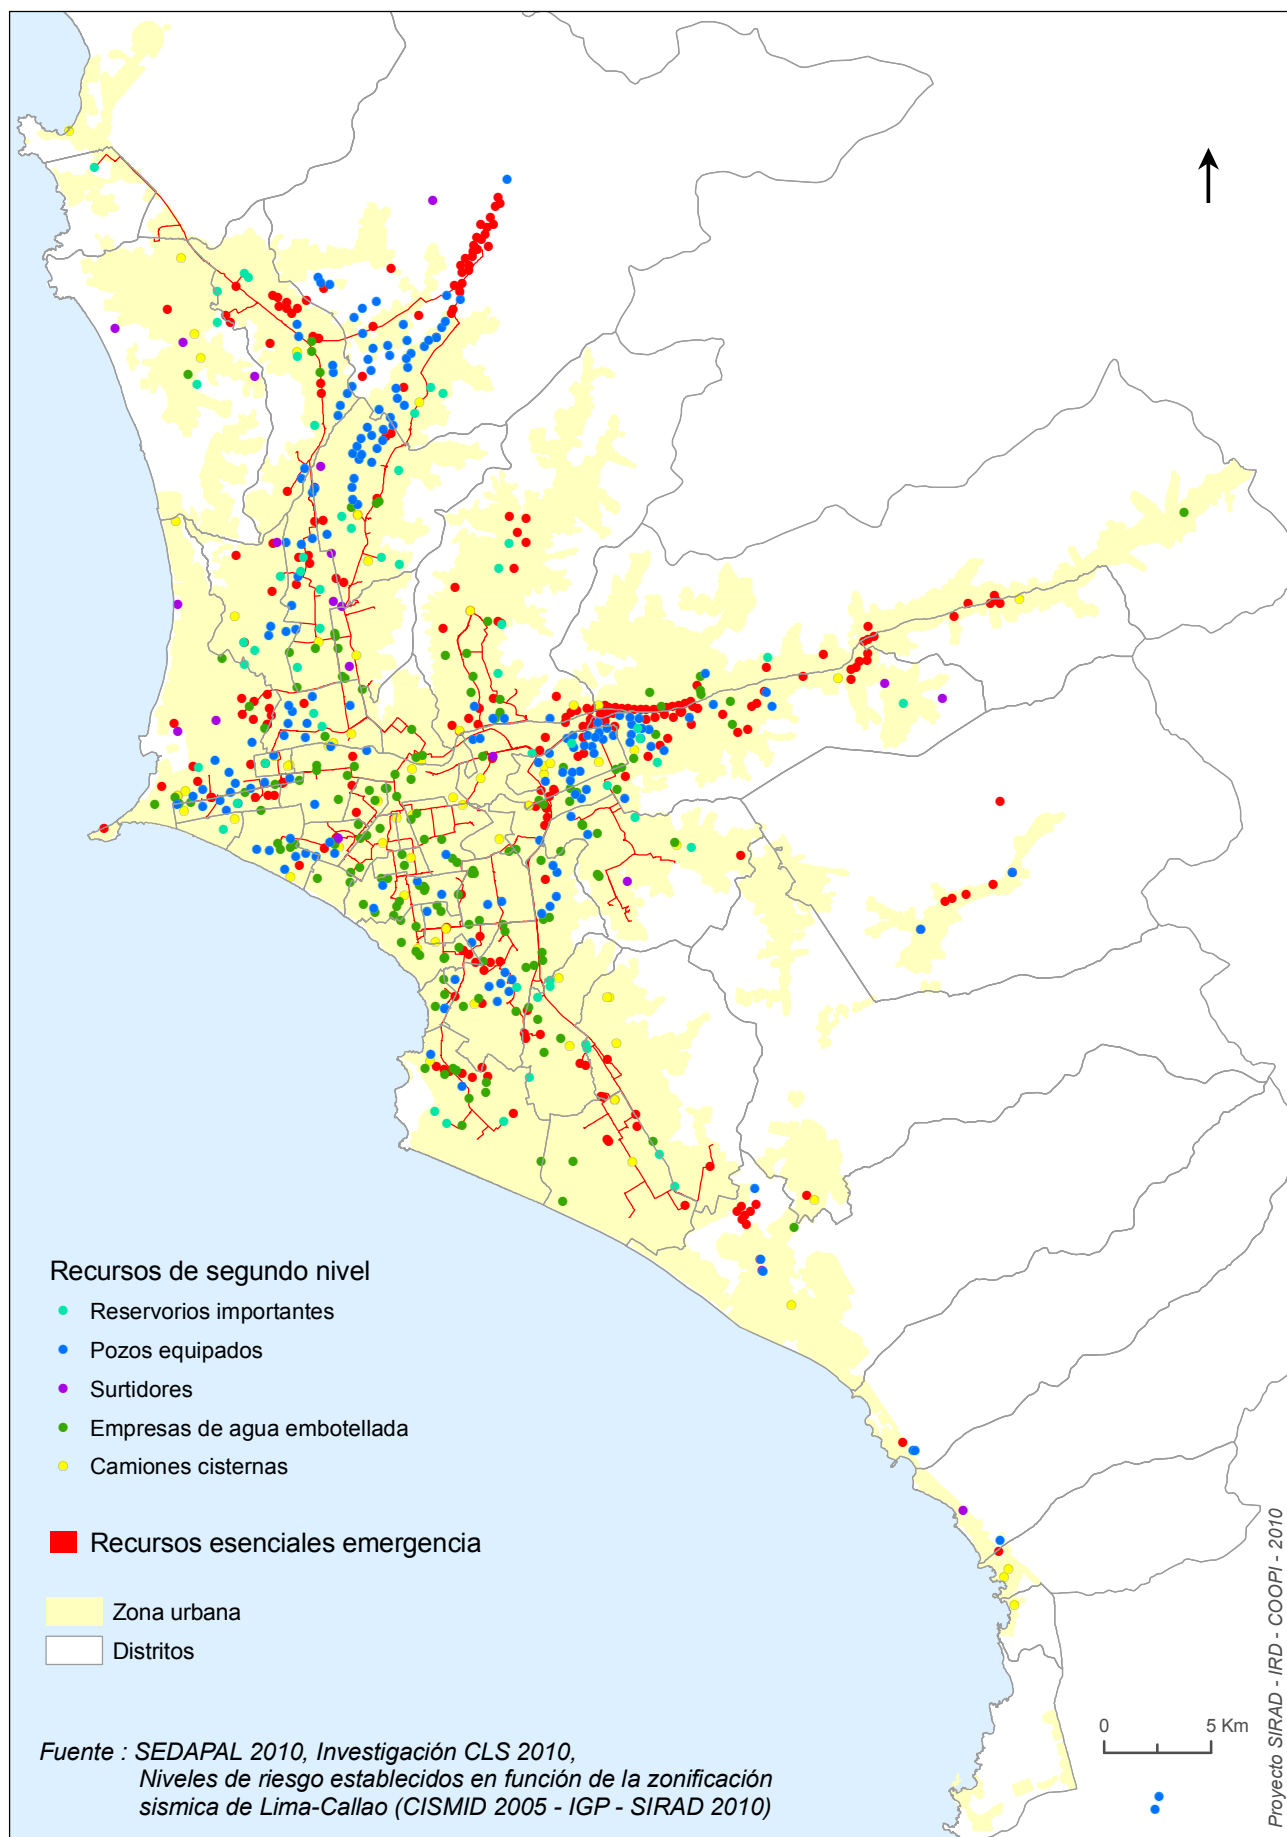 Recursos de segundo nivel
Reservorios importantes
Pozos equipados
Surtidores
Empresas de agua embotellada
Camiones cisternas
Recursos esenciales emergencia
Zona urbana
Distritos
0 5 Km
Fuente : SEDAPAL 2010, Investigación CLS 2010,
Niveles de riesgo establecidos en función de la zonificación
sismica de Lima-Callao (CISMID 2005 - IGP - SIRAD 2010)
Proyecto SIRAD - IRD - COOPI - 2010